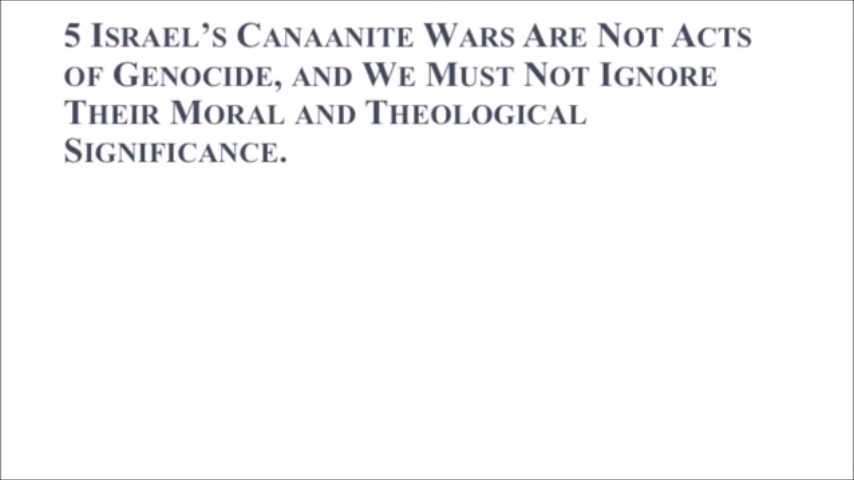 5 Israel’s Canaanite Wars Are Not Acts
of Genocide, and We Must Not Ignore
Their Moral and Theological
Significance.